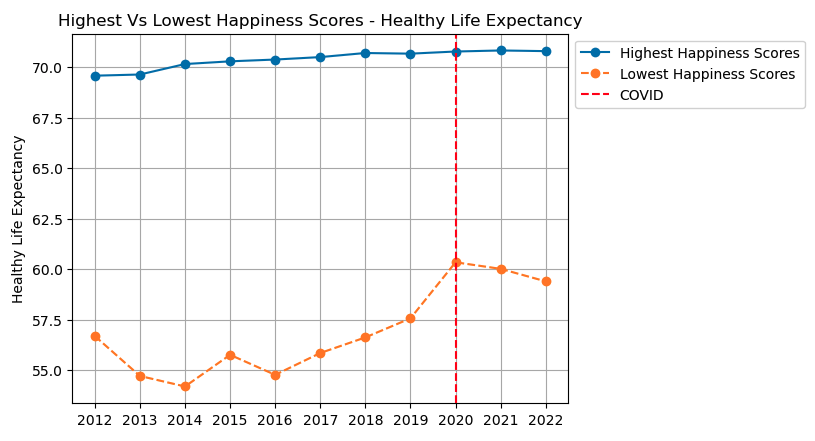 Highest Vs Lowest Happiness Scores - Healthy Life Expectancy
Highest Happiness Scores
Lowest Happiness Scores
COVID
Healthy Life Expectancy
70.0
67.5
65.0
62.5
60.0
57.5
55.0
2012 2013 2014 2015 2016 2017 2018 2019 2020 2021 2022